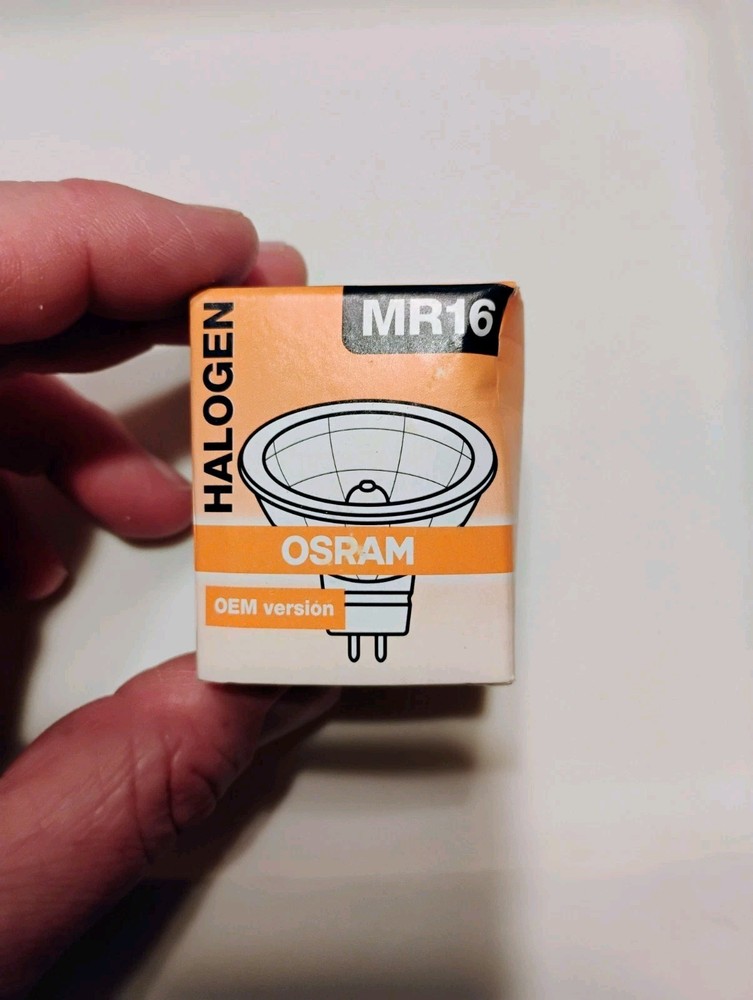 HALOGEN
MR16
OSRAM
OEM versión